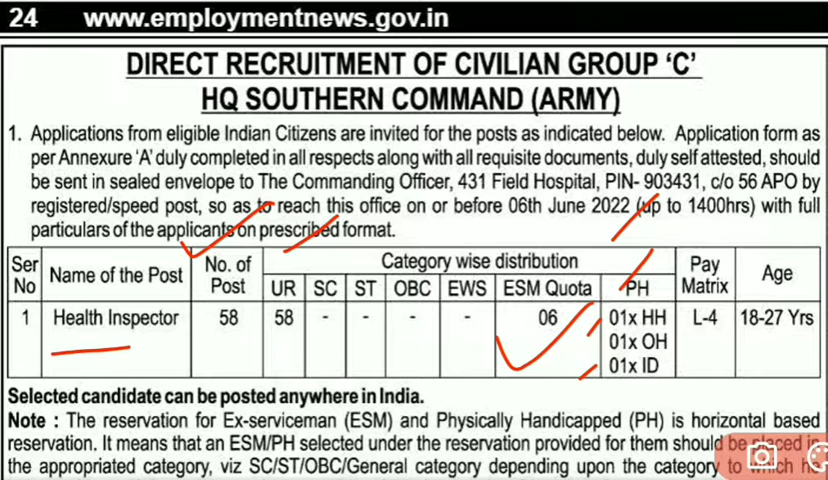 24 www.employmentnews.gov.in
DIRECT RECRUITMENT OF CIVILIAN GROUP ‘C’
HQ SOUTHERN COMMAND (ARMY)
1. Applications from eligible Indian Citizens are invited for the posts as indicated below. Application form as
per Annexure ‘A’ duly completed in all respects along with all requisite documents, duly self attested, should
be sent in sealed envelope to The Commanding Officer, 431 Field Hospital, PIN- 903431, c/o 56 APO by
registered/speed post, so as to reach this office on or before 06th June 2022 (up to 1400hrs) with full
particulars of the applicants on prescribed format.
Ser No Name of the Post No. of Post Category wise distribution Pay Matrix Age
UR SC ST OBC EWS ESM Quota PH
1 Health Inspector 58 58 - - - - 06 01x HH L-4 18-27 Yrs
01x OH
01x ID
Selected candidate can be posted anywhere in India.
Note : The reservation for Ex-serviceman (ESM) and Physically Handicapped (PH) is horizontal based
reservation. It means that an ESM/PH selected under the reservation provided for them should be placed in
the appropriated category, viz SC/ST/OBC/General category depending upon the category to which he